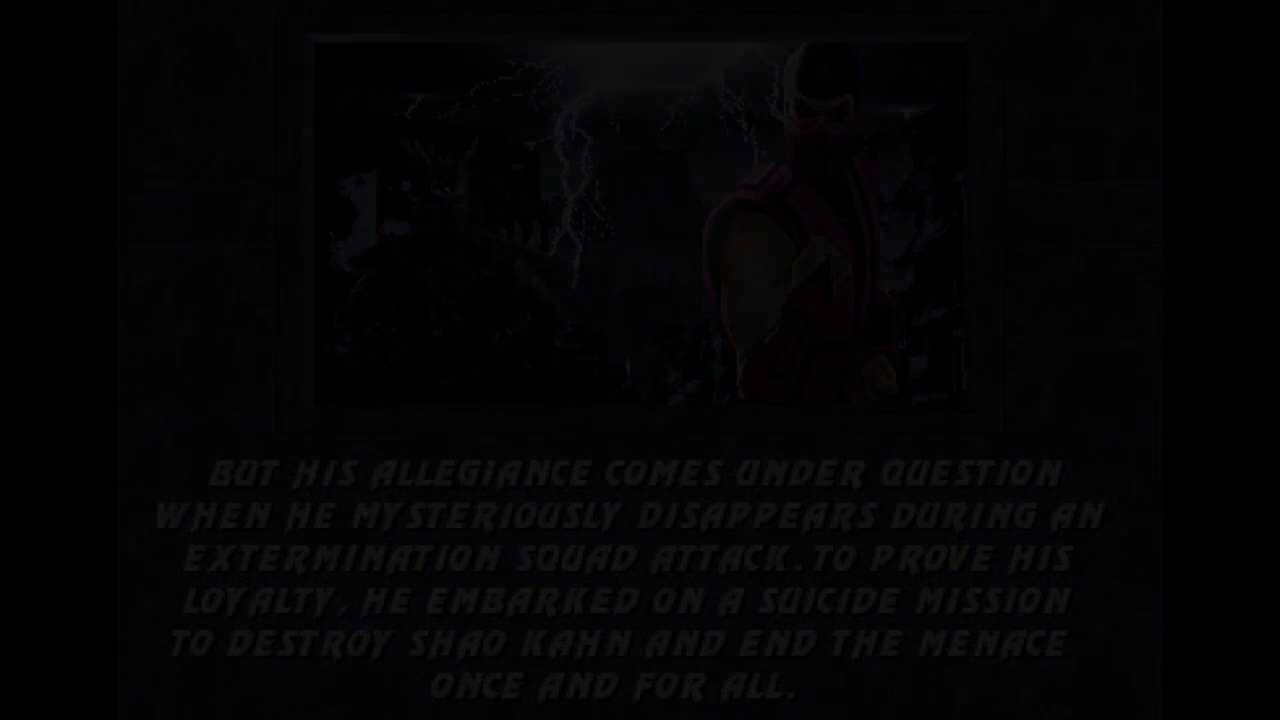 BUT HIS ALLEGIANCE COMES UNDER QUESTION
WHEN HE MYSTERIOUSLY DISAPPEARS DURING AN
EXTERMINATION SQUAD ATTACK. TO PROVE HIS
LOYALTY, HE EMBARKED ON A SUICIDE MISSION
TO DESTROY SHAO KAHN AND END THE MENACE
ONCE AND FOR ALL.